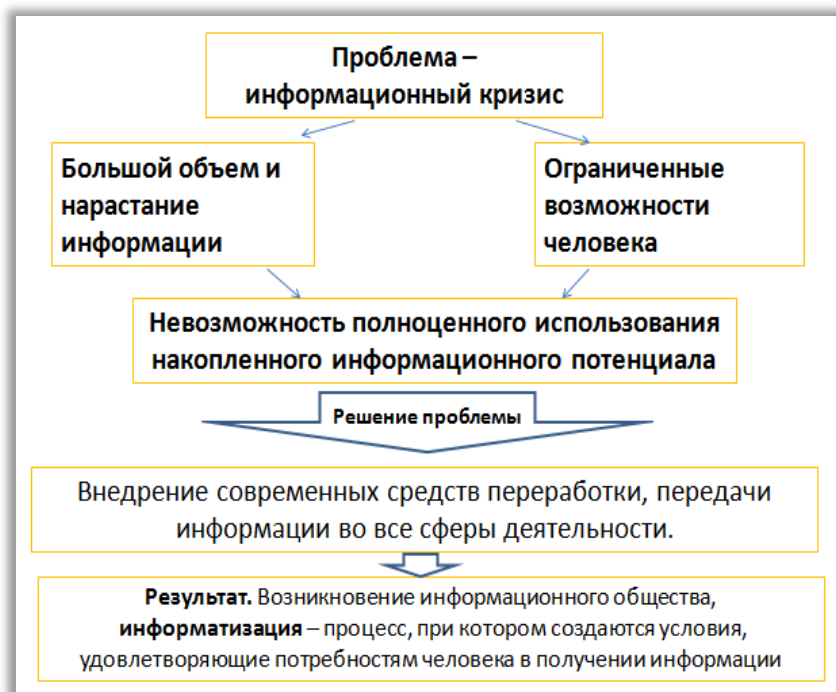 Проблема –
информационный кризис
Большой объем и
нарастание
информации
Ограниченные
возможности
человека
Невозможность полноценного использования
накопленного информационного потенциала
Решение проблемы
Внедрение современных средств переработки, передачи
информации во все сферы деятельности.
Результат. Возникновение информационного общества,
информатизация – процесс, при котором создаются условия,
удовлетворяющие потребностям человека в получении информации